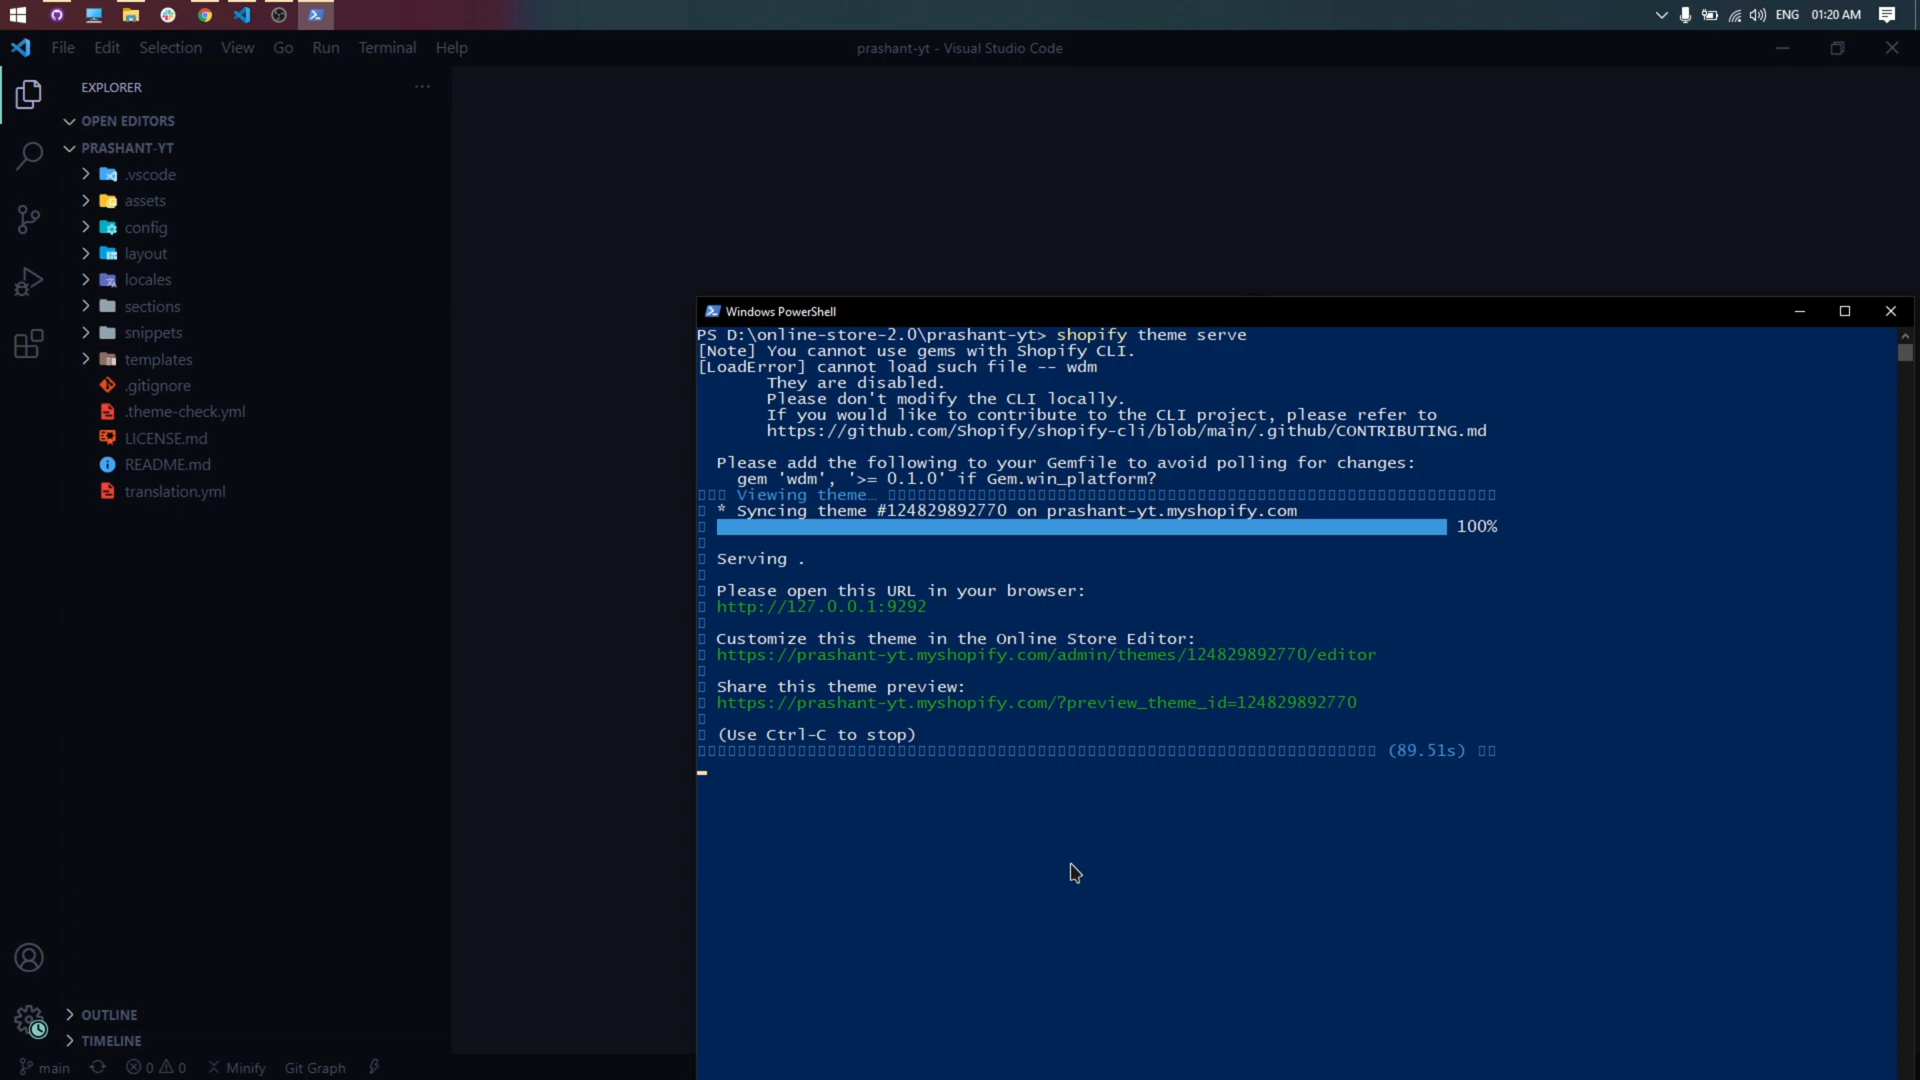 ENG 01:20 AM
File Edit Selection View Go Run Terminal Help
prashant-yt - Visual Studio Code
EXPLORER
OPEN EDITORS
PRASHANT-YT
.vscode
assets
config
layout
locales
sections
snippets
templates
.gitignore
.theme-check.yml
LICENSE.md
README.md
translation.yml
OUTLINE
TIMELINE
main 0 0 Minify Git Graph
Windows PowerShell
PS D:\online-store-2.0\prashant-yt> shopify theme serve
[Note] You cannot use gems with Shopify CLI.
[LoadError] cannot load such file -- wdm
They are disabled.
Please don't modify the CLI locally.
If you would like to contribute to the CLI project, please refer to
https://github.com/Shopify/shopify-cli/blob/main/.github/CONTRIBUTING.md
Please add the following to your Gemfile to avoid polling for changes:
gem 'wdm', '>= 0.1.0' if Gem.win_platform?
Viewing theme…
* Syncing theme #124829892770 on prashant-yt.myshopify.com
100%
Serving .
Please open this URL in your browser:
http://127.0.0.1:9292
Customize this theme in the Online Store Editor:
https://prashant-yt.myshopify.com/admin/themes/124829892770/editor
Share this theme preview:
https://prashant-yt.myshopify.com/?preview_theme_id=124829892770
(Use Ctrl-C to stop)
(89.51s)